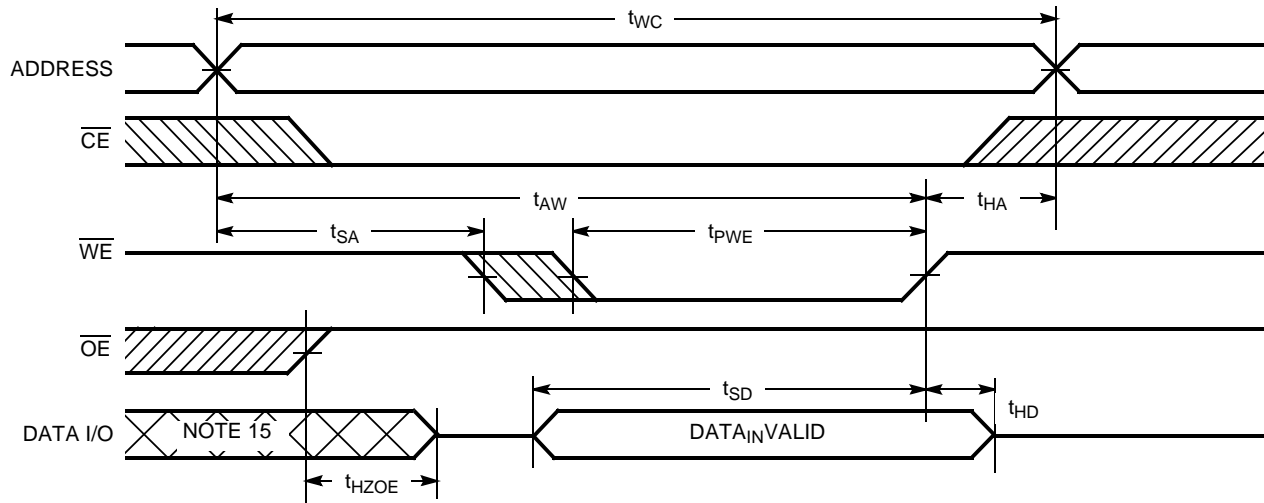 tWC
ADDRESS
CE
tAW
tHA
tSA
tPWE
WE
OE
tSD
tHD
DATA I/O
NOTE 15
DATAINVALID
tHZOE